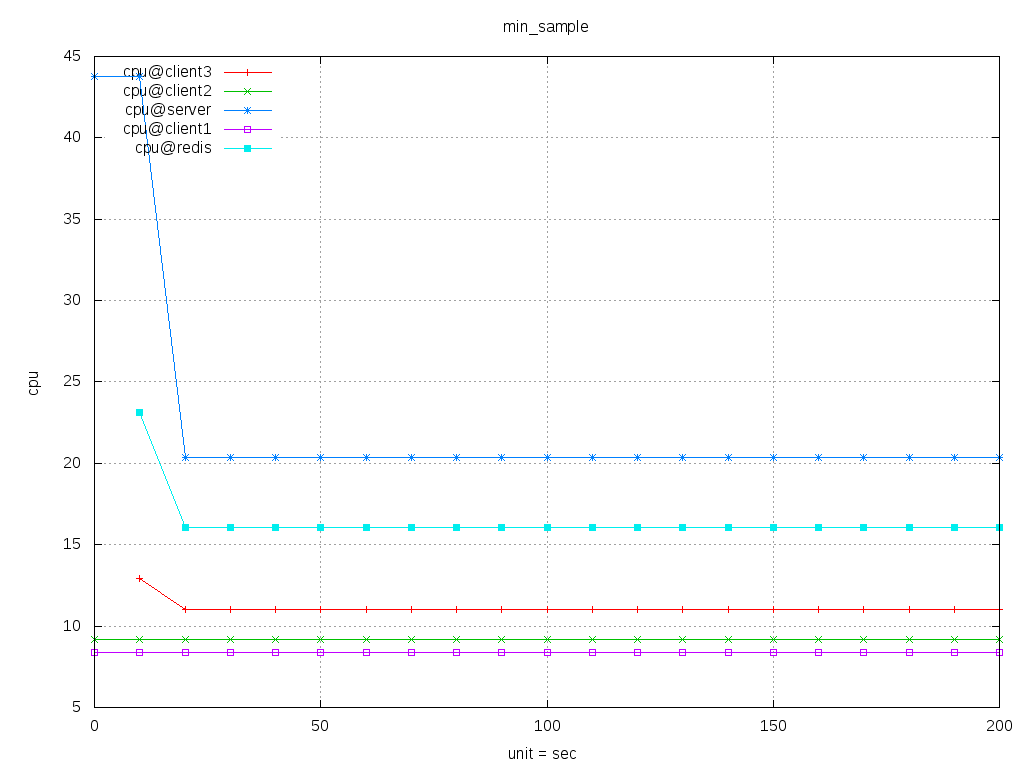 min_sample
45
40
35
30
25
20
15
10
5
cpu
cpu@client3
cpu@client2
cpu@server
cpu@client1
cpu@redis
0
50
100
150
200
unit = sec